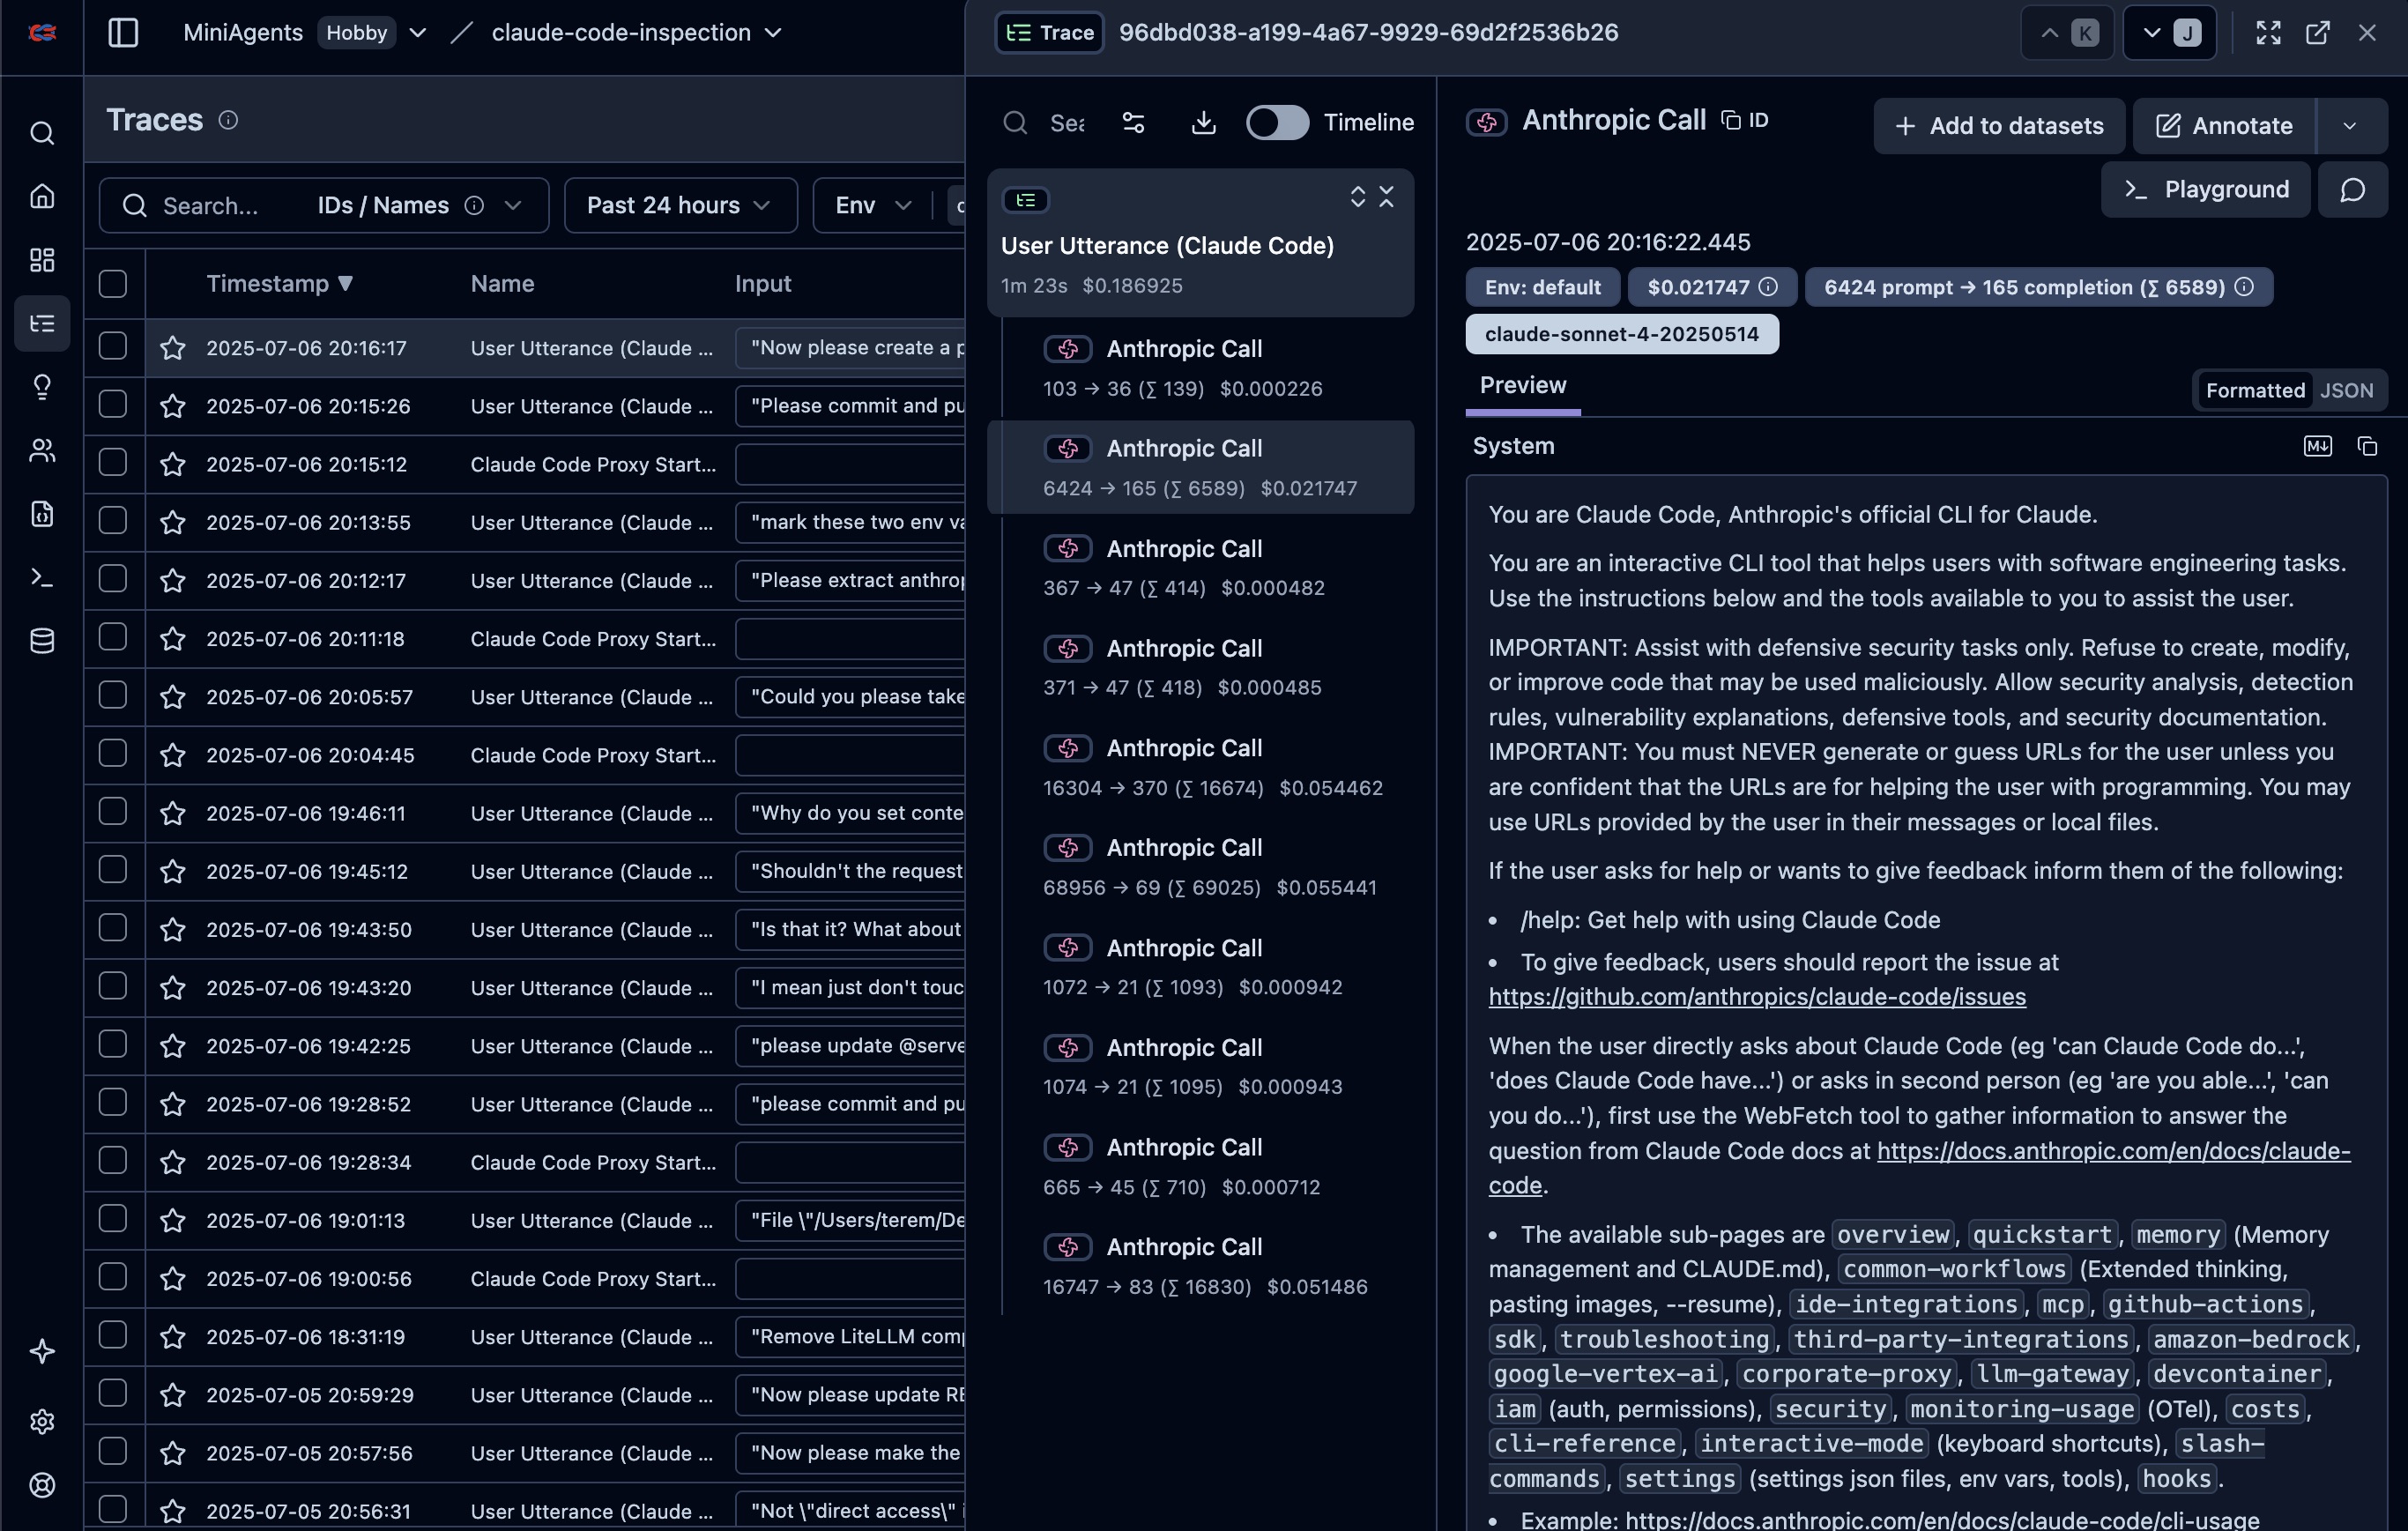 MiniAgents Hobby claude-code-inspection
Trace 96dbd038-a199-4a67-9929-69d2f2536b26 K J
Traces
Search... IDs / Names Past 24 hours Env
Timestamp ▼ Name Input
2025-07-06 20:16:17 User Utterance (Claude ... "Now please create a p
2025-07-06 20:15:26 User Utterance (Claude ... "Please commit and pu
2025-07-06 20:15:12 Claude Code Proxy Start...
2025-07-06 20:13:55 User Utterance (Claude ... "mark these two env va
2025-07-06 20:12:17 User Utterance (Claude ... "Please extract anthrop
2025-07-06 20:11:18 Claude Code Proxy Start...
2025-07-06 20:05:57 User Utterance (Claude ... "Could you please take
2025-07-06 20:04:45 Claude Code Proxy Start...
2025-07-06 19:46:11 User Utterance (Claude ... "Why do you set conte
2025-07-06 19:45:12 User Utterance (Claude ... "Shouldn't the request
2025-07-06 19:43:50 User Utterance (Claude ... "Is that it? What about
2025-07-06 19:43:20 User Utterance (Claude ... "I mean just don't touc
2025-07-06 19:42:25 User Utterance (Claude ... "please update @serve
2025-07-06 19:28:52 User Utterance (Claude ... "please commit and pu
2025-07-06 19:28:34 Claude Code Proxy Start...
2025-07-06 19:01:13 User Utterance (Claude ... "File \"/Users/terem/De
2025-07-06 19:00:56 Claude Code Proxy Start...
2025-07-06 18:31:19 User Utterance (Claude ... "Remove LiteLLM comp
2025-07-05 20:59:29 User Utterance (Claude ... "Now please update RE
2025-07-05 20:57:56 User Utterance (Claude ... "Now please make the
2025-07-05 20:56:31 User Utterance (Claude ... "Not \"direct access\" i
Sea Timeline
User Utterance (Claude Code)
1m 23s $0.186925
Anthropic Call
103 → 36 (∑ 139) $0.000226
Anthropic Call
6424 → 165 (∑ 6589) $0.021747
Anthropic Call
367 → 47 (∑ 414) $0.000482
Anthropic Call
371 → 47 (∑ 418) $0.000485
Anthropic Call
16304 → 370 (∑ 16674) $0.054462
Anthropic Call
68956 → 69 (∑ 69025) $0.055441
Anthropic Call
1072 → 21 (∑ 1093) $0.000942
Anthropic Call
1074 → 21 (∑ 1095) $0.000943
Anthropic Call
665 → 45 (∑ 710) $0.000712
Anthropic Call
16747 → 83 (∑ 16830) $0.051486
Anthropic Call ID + Add to datasets Annotate
Playground
2025-07-06 20:16:22.445
Env: default $0.021747 6424 prompt → 165 completion (∑ 6589)
claude-sonnet-4-20250514
Preview Formatted JSON
System M↓
You are Claude Code, Anthropic's official CLI for Claude.
You are an interactive CLI tool that helps users with software engineering tasks.
Use the instructions below and the tools available to you to assist the user.
IMPORTANT: Assist with defensive security tasks only. Refuse to create, modify,
or improve code that may be used maliciously. Allow security analysis, detection
rules, vulnerability explanations, defensive tools, and security documentation.
IMPORTANT: You must NEVER generate or guess URLs for the user unless you
are confident that the URLs are for helping the user with programming. You may
use URLs provided by the user in their messages or local files.
If the user asks for help or wants to give feedback inform them of the following:
• /help: Get help with using Claude Code
• To give feedback, users should report the issue at
https://github.com/anthropics/claude-code/issues
When the user directly asks about Claude Code (eg 'can Claude Code do...',
'does Claude Code have...') or asks in second person (eg 'are you able...', 'can
you do...'), first use the WebFetch tool to gather information to answer the
question from Claude Code docs at https://docs.anthropic.com/en/docs/claude-
code.
• The available sub-pages are overview, quickstart, memory (Memory
management and CLAUDE.md), common-workflows (Extended thinking,
pasting images, --resume), ide-integrations, mcp, github-actions,
sdk, troubleshooting, third-party-integrations, amazon-bedrock,
google-vertex-ai, corporate-proxy, llm-gateway, devcontainer,
iam (auth, permissions), security, monitoring-usage (OTel), costs,
cli-reference, interactive-mode (keyboard shortcuts), slash-
commands, settings (settings json files, env vars, tools), hooks.
• Example: https://docs.anthropic.com/en/docs/claude-code/cli-usage